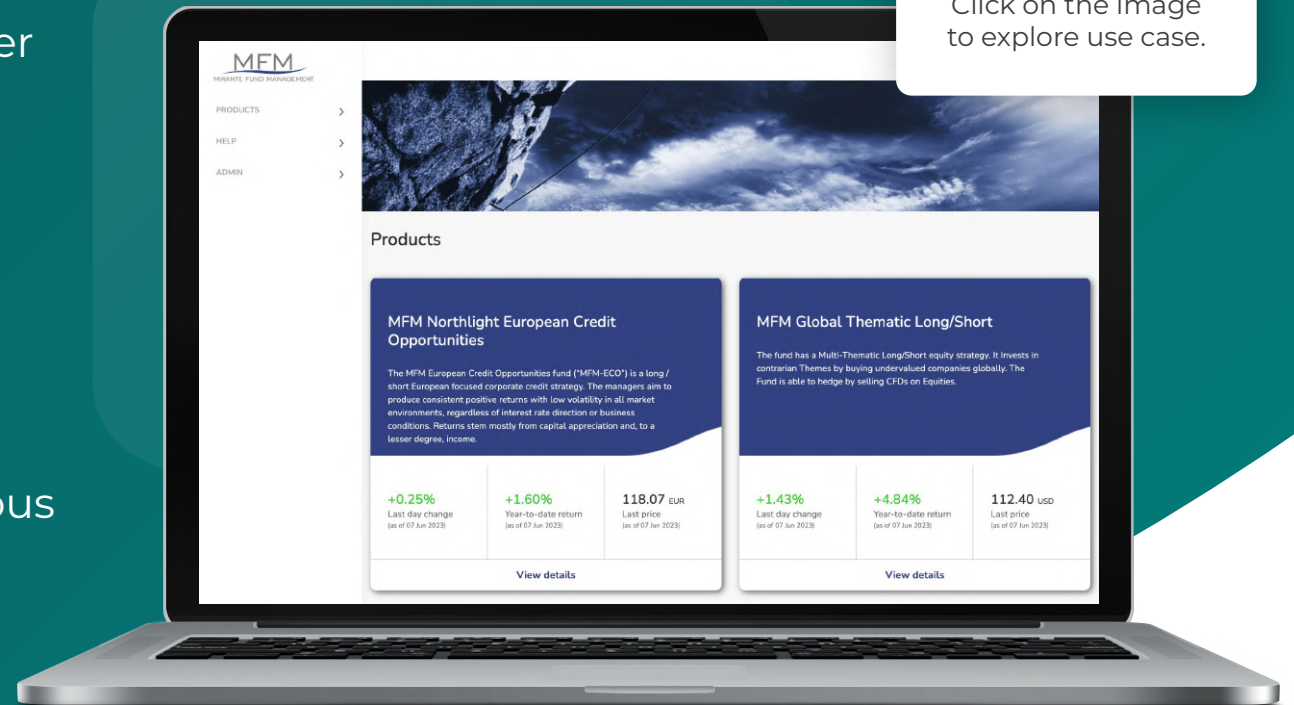 er
ous
Click on the image
to explore use case.
MFM
MIRANTE FUND MANAGEMENT
PRODUCTS
HELP
ADMIN
Products
MFM Northlight European Credit
Opportunities
The MFM European Credit Opportunities fund ("MFM-ECO") is a long /
short European focused corporate credit strategy. The managers aim to
produce consistent positive returns with low volatility in all market
environments, regardless of interest rate direction or business
conditions. Returns stem mostly from capital appreciation and, to a
lesser degree, income.
+0.25%
Last day change
(as of 07 Jun 2023)
+1.60%
Year-to-date return
(as of 07 Jun 2023)
118.07 EUR
Last price
(as of 07 Jun 2023)
View details
MFM Global Thematic Long/Short
The fund has a Multi-Thematic Long/Short equity strategy. It Invests in
contrarian Themes by buying undervalued companies globally. The
Fund is able to hedge by selling CFDs on Equities.
+1.43%
Last day change
(as of 07 Jun 2023)
+4.84%
Year-to-date return
(as of 07 Jun 2023)
112.40 USD
Last price
(as of 07 Jun 2023)
View details